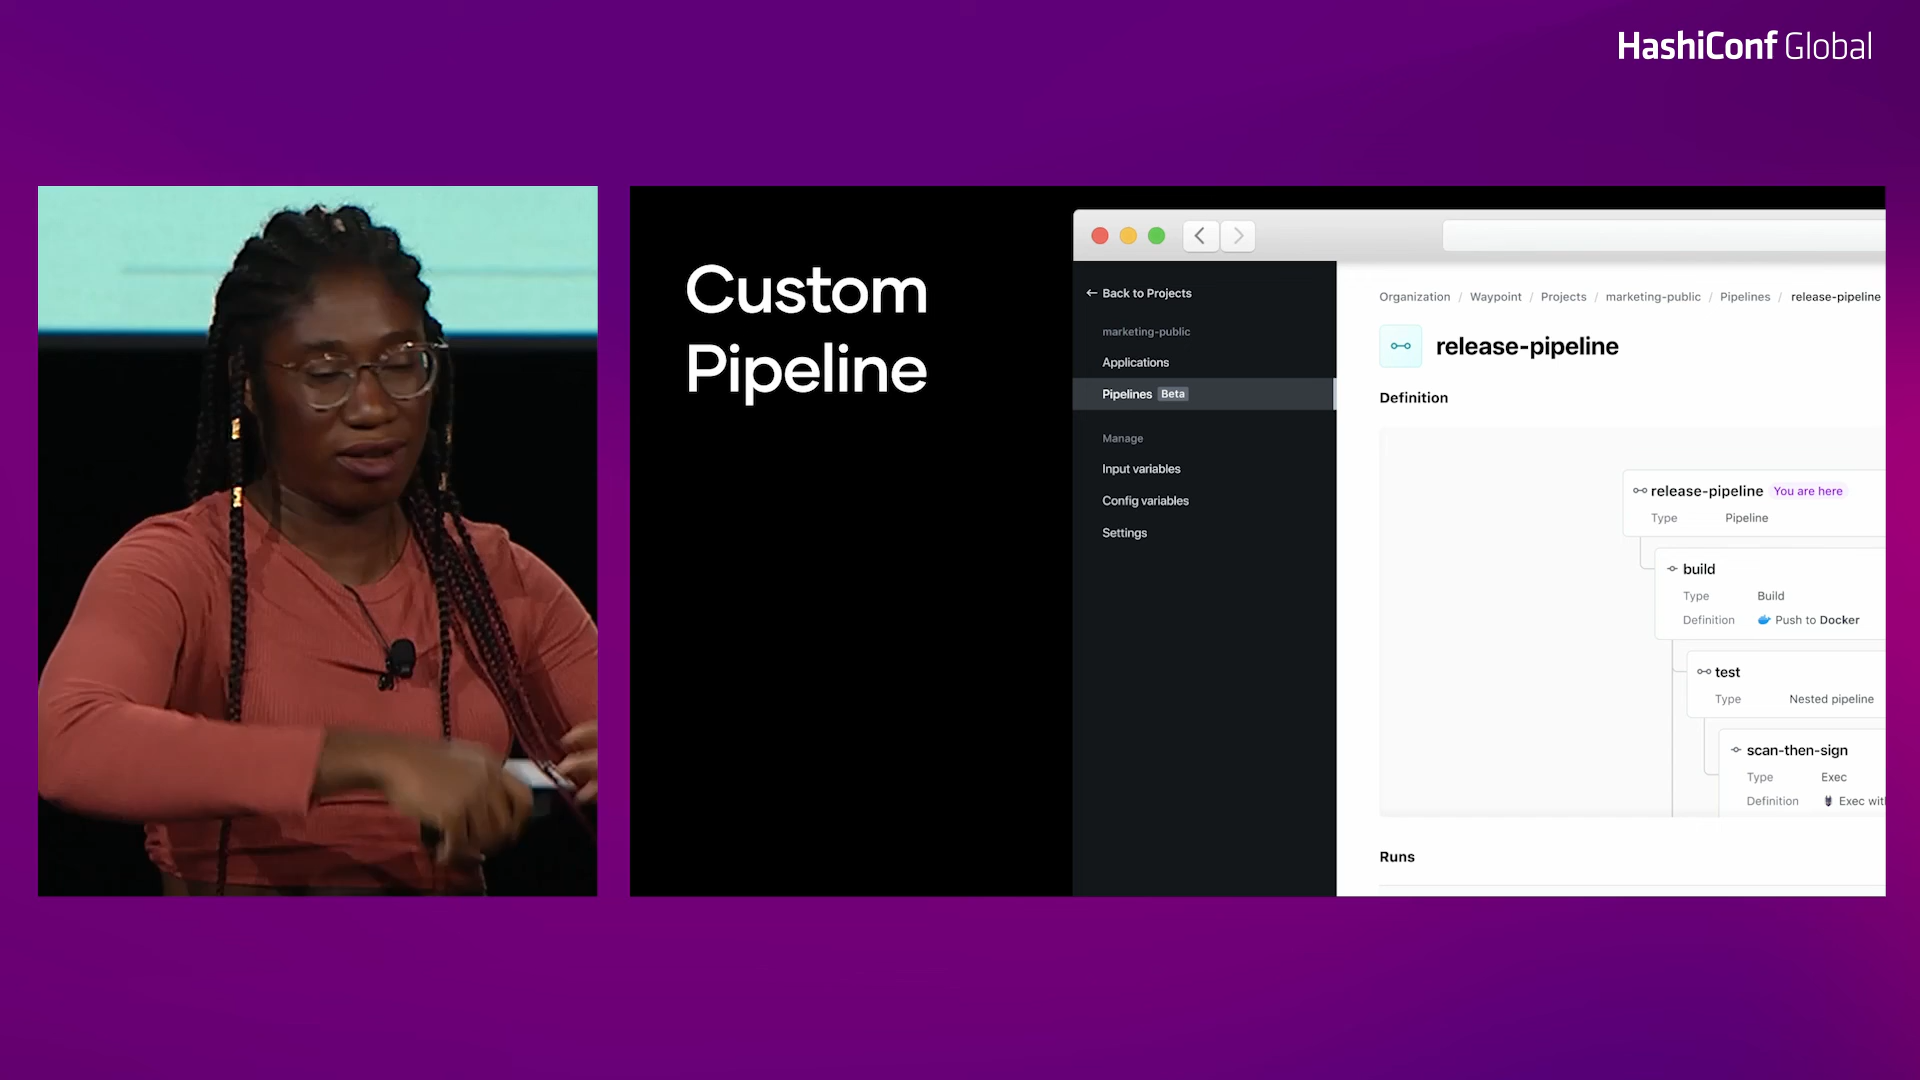 HashiConf Global
Custom
Pipeline
← Back to Projects
marketing-public
Applications
Pipelines Beta
Manage
Input variables
Config variables
Settings
Organization / Waypoint / Projects / marketing-public / Pipelines / release-pipeline
release-pipeline
Definition
release-pipeline You are here
Type Pipeline
build
Type Build
Definition Push to Docker
test
Type Nested pipeline
scan-then-sign
Type Exec
Definition Exec
Runs